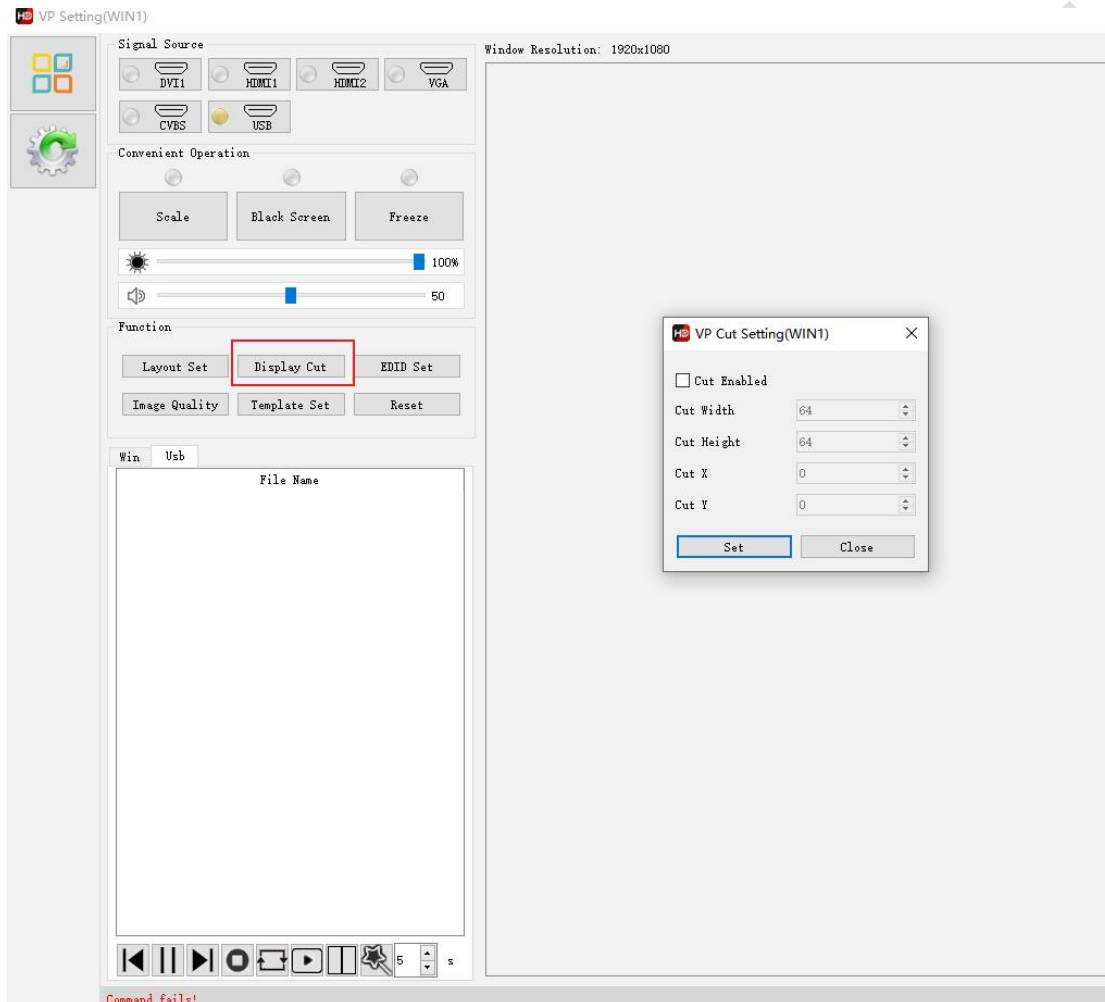 VP Setting(WIN1)
Signal Source
DVI1
HDMI1
HDMI2
VGA
CVBS
USB
Convenient Operation
Scale
Black Screen
Freeze
100%
50
Function
Layout Set
Display Cut
EDID Set
Image Quality
Template Set
Reset
Win
Usb
File Name
5
s
Command fails!
Window Resolution: 1920x1080
VP Cut Setting(WIN1)
Cut Enabled
Cut Width
64
Cut Height
64
Cut X
0
Cut Y
0
Set
Close